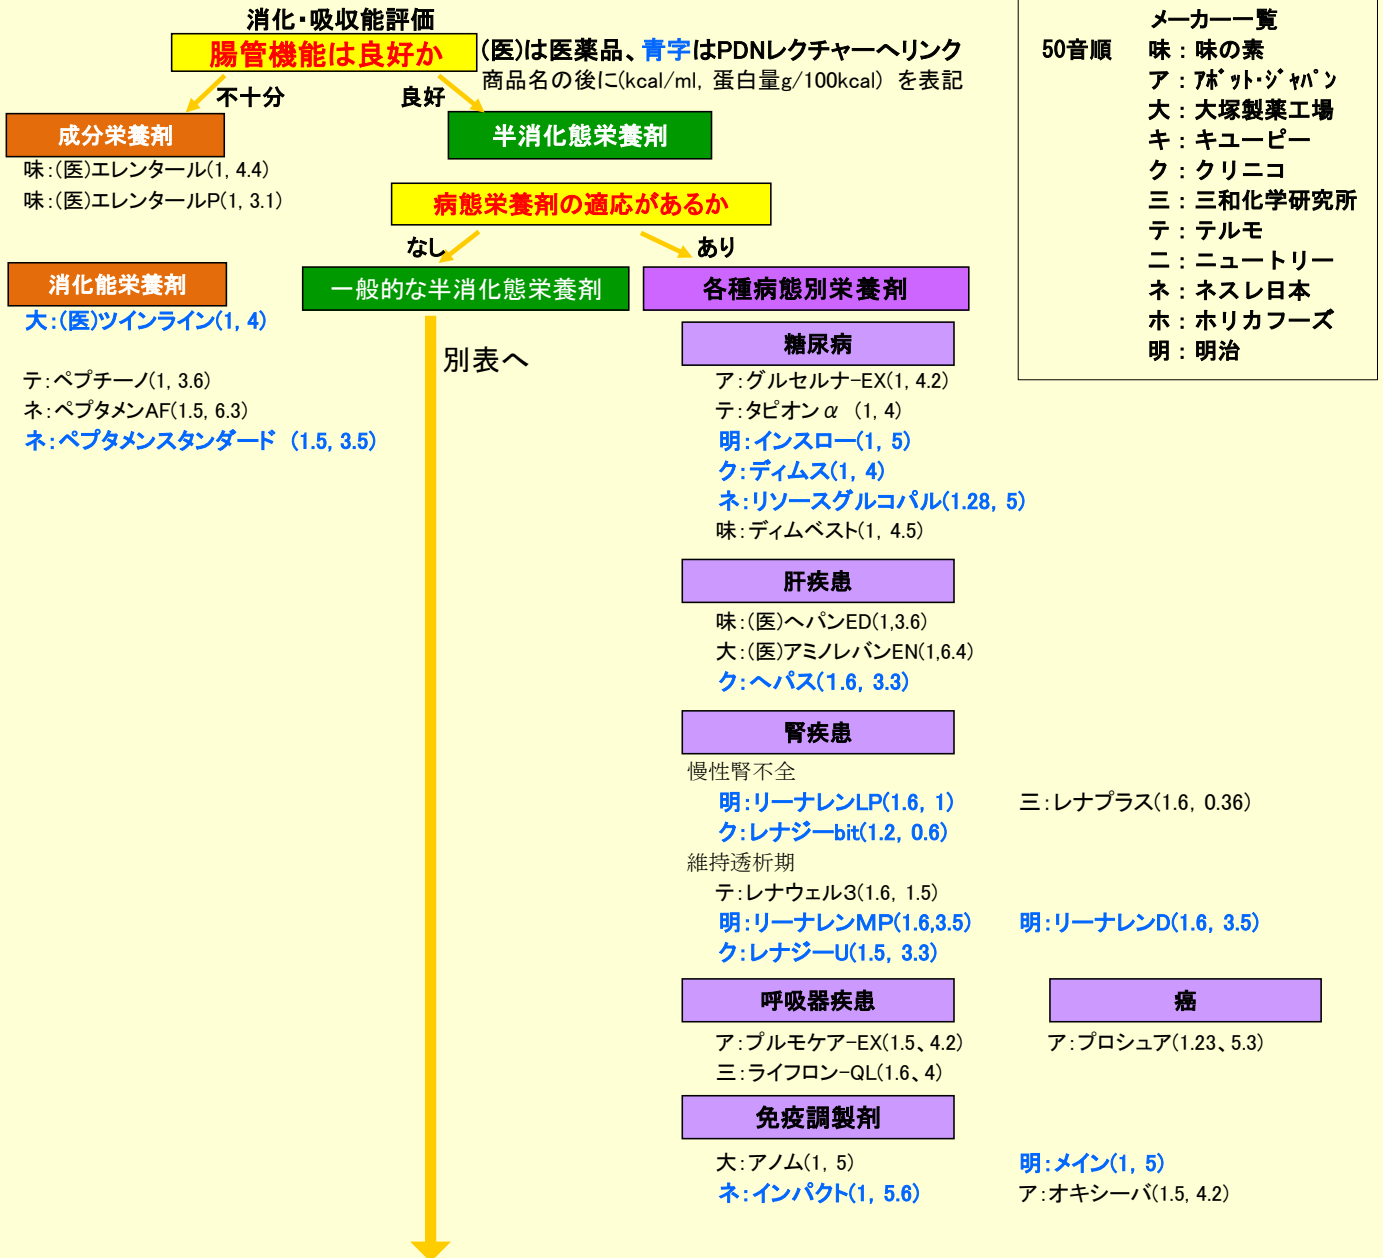 消化・吸収能評価
腸管機能は良好か
(医)は医薬品、青字はPDNレクチャーへリンク
商品名の後に(kcal/ml, 蛋白量g/100kcal) を表記
不十分
良好
成分栄養剤
半消化態栄養剤
味:(医)エレンタール(1, 4.4)
味:(医)エレンタールP(1, 3.1)
病態栄養剤の適応があるか
なし
あり
消化能栄養剤
一般的な半消化態栄養剤
各種病態別栄養剤
大:(医)ツインライン(1, 4)
テ:ペプチーノ(1, 3.6)
ネ:ペプタメンAF(1.5, 6.3)
ネ:ペプタメンスタンダード (1.5, 3.5)
別表へ
糖尿病
ア:グルセルナ-EX(1, 4.2)
テ:タピオンα (1, 4)
明:インスロー(1, 5)
ク:ディムス(1, 4)
ネ:リソースグルコパル(1.28, 5)
味:ディムベスト(1, 4.5)
肝疾患
味:(医)ヘパンED(1,3.6)
大:(医)アミノレバンEN(1,6.4)
ク:ヘパス(1.6, 3.3)
腎疾患
慢性腎不全
明:リーナレンLP(1.6, 1)
三:レナプラス(1.6, 0.36)
ク:レナジーbit(1.2, 0.6)
維持透析期
テ:レナウェル3(1.6, 1.5)
明:リーナレンMP(1.6,3.5)
明:リーナレンD(1.6, 3.5)
ク:レナジーU(1.5, 3.3)
呼吸器疾患
癌
ア:プルモケア-EX(1.5、4.2)
ア:プロシュア(1.23、5.3)
三:ライフロン-QL(1.6、4)
免疫調製剤
大:アノム(1, 5)
明:メイン(1, 5)
ネ:インパクト(1, 5.6)
ア:オキシーパ(1.5, 4.2)
メーカー一覧
50音順 味:味の素
ア:アボット・ジャパン
大:大塚製薬工場
キ:キユーピー
ク:クリニコ
三:三和化学研究所
テ:テルモ
ニ:ニュートリー
ネ:ネスレ日本
ホ:ホリカフーズ
明:明治